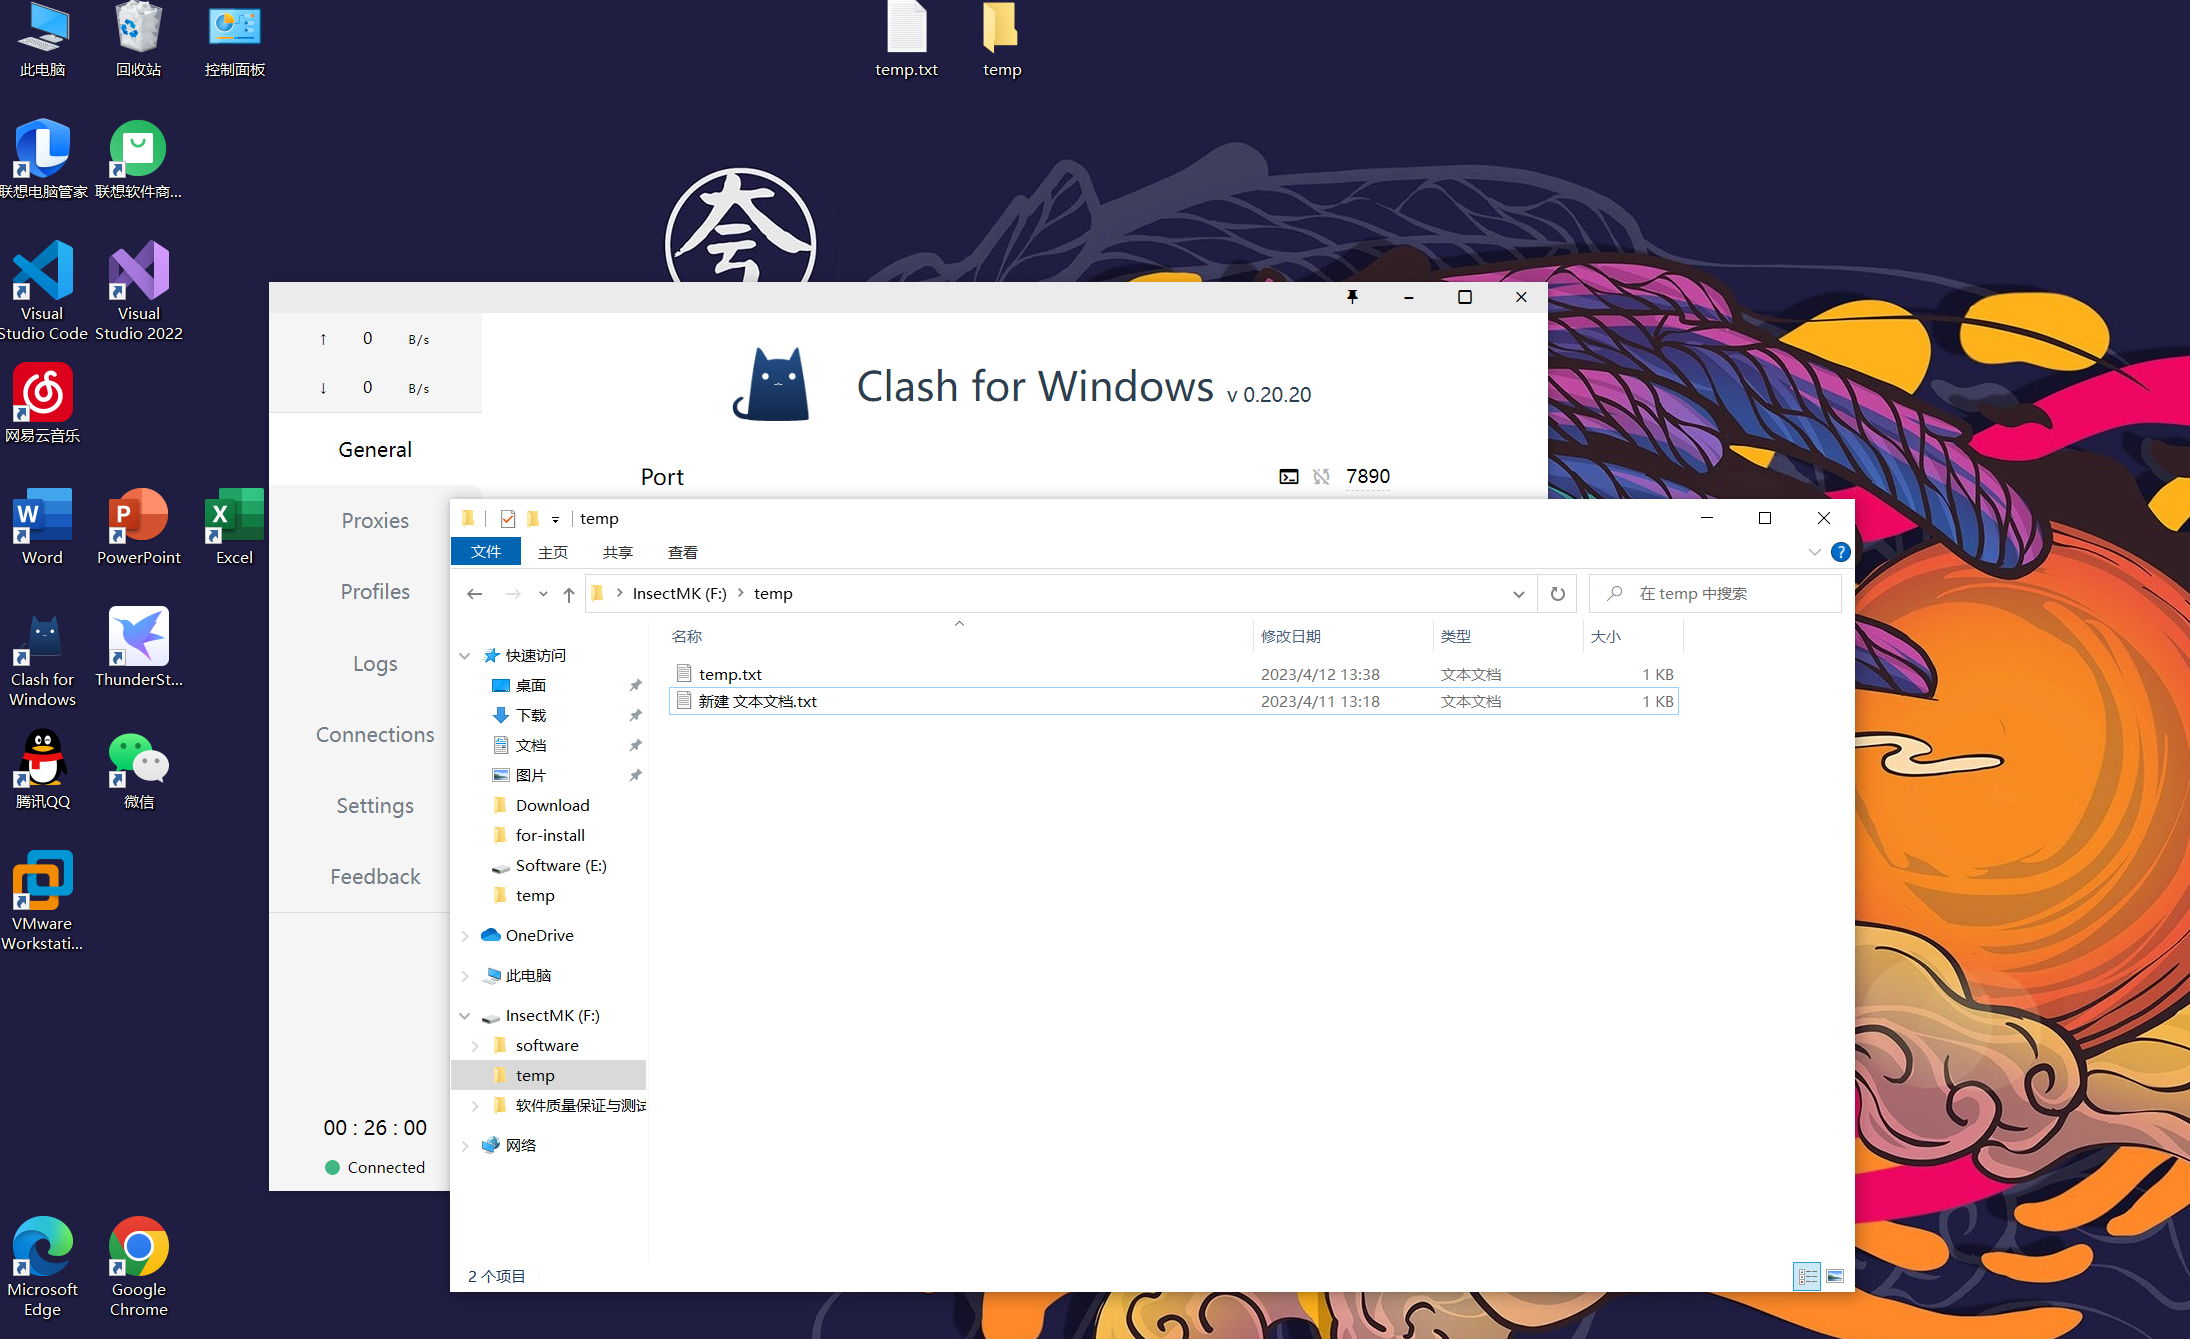 此电脑
回收站
控制面板
temp.txt
temp
联想电脑管家
联想软件商...
夸
Visual
Studio Code
Visual
Studio 2022
网易云音乐
Word
PowerPoint
Excel
Clash for
Windows
ThunderSt...
腾讯QQ
微信
VMware
Workstati...
Microsoft
Edge
Google
Chrome
↑ 0 B/s
↓ 0 B/s
Clash for Windows v 0.20.20
General
Port 7890
Proxies
Profiles
Logs
Connections
Settings
Feedback
00 : 26 : 00
Connected
temp
文件 主页 共享 查看
InsectMK (F:) temp
在 temp 中搜索
名称 修改日期 类型 大小
temp.txt 2023/4/12 13:38 文本文档 1 KB
新建 文本文档.txt 2023/4/11 13:18 文本文档 1 KB
快速访问
桌面
下载
文档
图片
Download
for-install
Software (E:)
temp
OneDrive
此电脑
InsectMK (F:)
software
temp
软件质量保证与测试
网络
2 个项目